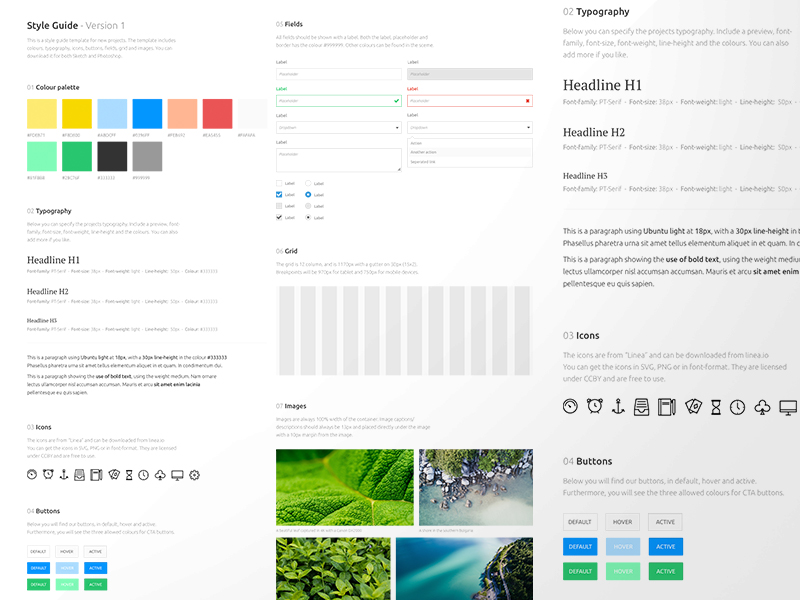 Style Guide - Version 1
This is a style guide template for new projects. The template includes
colours, typography, icons, buttons, fields, grid and images. You can
download it for both Sketch and Photoshop.
01 Colour palette
#333333
#999999
02 Typography
Below you can specify the projects typography. Include a preview, font-
family, font-size, font-weight, line-height and the colours. You can also
add more if you like.
Headline H1
Font-family: PT-Serif - Font-size: 38px - Font-weight: light - Line-height: 50px - Colour: #333333
Headline H2
Font-family: PT-Serif - Font-size: 38px - Font-weight: light - Line-height: 50px - Colour: #333333
Headline H3
Font-family: PT-Serif - Font-size: 38px - Font-weight: light - Line-height: 50px - Colour: #333333
This is a paragraph using Ubuntu light at 18px, with a 30px line-height in the colour #333333
Phasellus pharetra urna sit amet tellus elementum aliquet in et quam. In condimentum dui.
This is a paragraph showing the use of bold text, using the weight medium. Nam ornare
lectus ullamcorper nisl accumsan accumsan. Mauris et arcu sit amet enim lacinia
pellentesque eu quis sapien.
03 Icons
The icons are from "Linea" and can be downloaded from linea.io
You can get the icons in SVG, PNG or in font-format. They are licensed
under CCBY and are free to use.
04 Buttons
Below you will find our buttons, in default, hover and active.
Furthermore, you will see the three allowed colours for CTA buttons.
DEFAULT HOVER ACTIVE
DEFAULT HOVER ACTIVE
DEFAULT HOVER ACTIVE
05 Fields
All fields should be shown with a label. Both the label, placeholder and
border has the colour #999999. Other colours can be found in the scene.
Label Label
Placeholder Placeholder
Label Label
Placeholder Placeholder
Label Label
Dropdown Dropdown
Label
Placeholder
Action
Another action
Separated link
Label Label
Label Label
Label Label
Label Label
06 Grid
The grid is 12 column, and is 1170px with a gutter on 30px (15x2).
Breakpoints will be 970px for tablet and 750px for mobile devices.
07 Images
Images are always 100% width of the container. Image captions/
descriptions should always be 13px and placed directly under the image
with a 10px margin from the image.
02 Typography
Below you can specify the projects typography. Include a preview, font-
family, font-size, font-weight, line-height and the colours. You can also
add more if you like.
Headline H1
Font-family: PT-Serif - Font-size: 38px - Font-weight: light - Line-height: 50px -
Headline H2
Font-family: PT-Serif - Font-size: 38px - Font-weight: light - Line-height: 50px -
Headline H3
Font-family: PT-Serif - Font-size: 38px - Font-weight: light - Line-height: 50px -
This is a paragraph using Ubuntu light at 18px, with a 30px line-height in t
Phasellus pharetra urna sit amet tellus elementum aliquet in et quam. In c
This is a paragraph showing the use of bold text, using the weight medium
lectus ullamcorper nisl accumsan accumsan. Mauris et arcu sit amet enim
pellentesque eu quis sapien.
03 Icons
The icons are from "Linea" and can be downloaded from linea.io
You can get the icons in SVG, PNG or in font-format. They are licensed
under CCBY and are free to use.
04 Buttons
Below you will find our buttons, in default, hover and active.
Furthermore, you will see the three allowed colours for CTA buttons.
DEFAULT HOVER ACTIVE
DEFAULT HOVER ACTIVE
DEFAULT HOVER ACTIVE